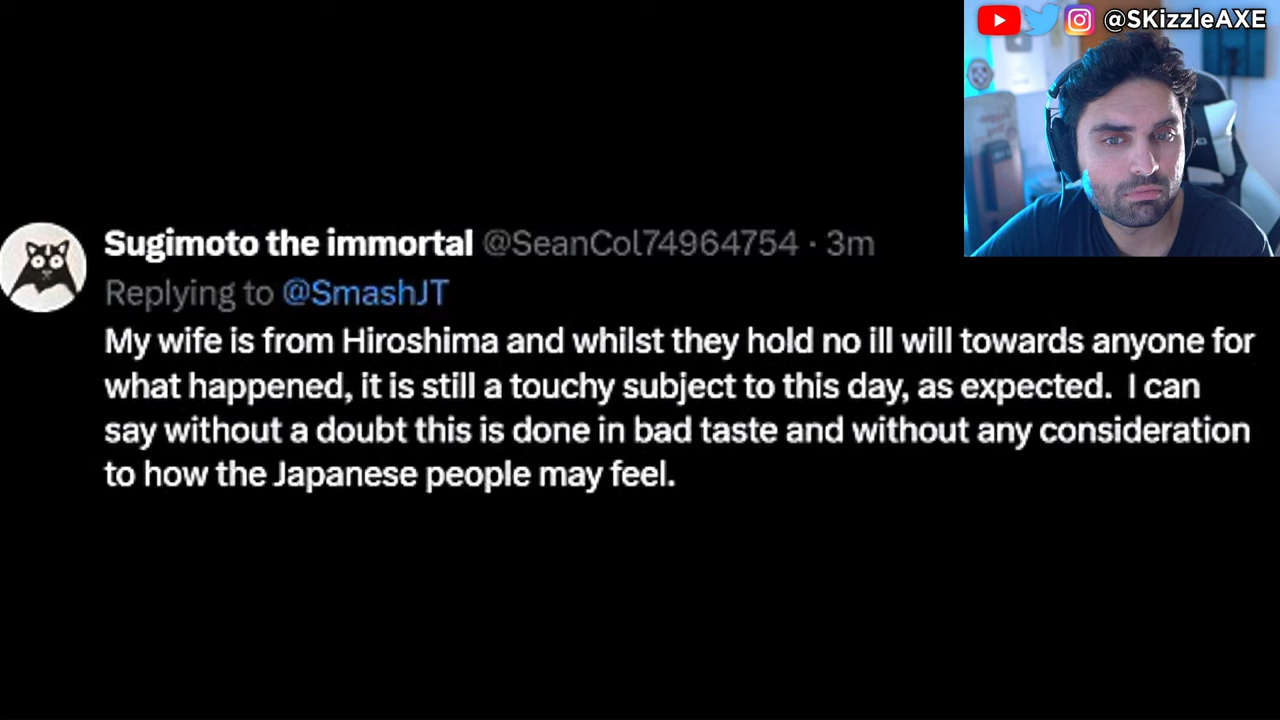 @SKizzleAXE
Sugimoto the immortal @SeanCol74964754 · 3m
Replying to @SmashJT
My wife is from Hiroshima and whilst they hold no ill will towards anyone for
what happened, it is still a touchy subject to this day, as expected.  I can
say without a doubt this is done in bad taste and without any consideration
to how the Japanese people may feel.